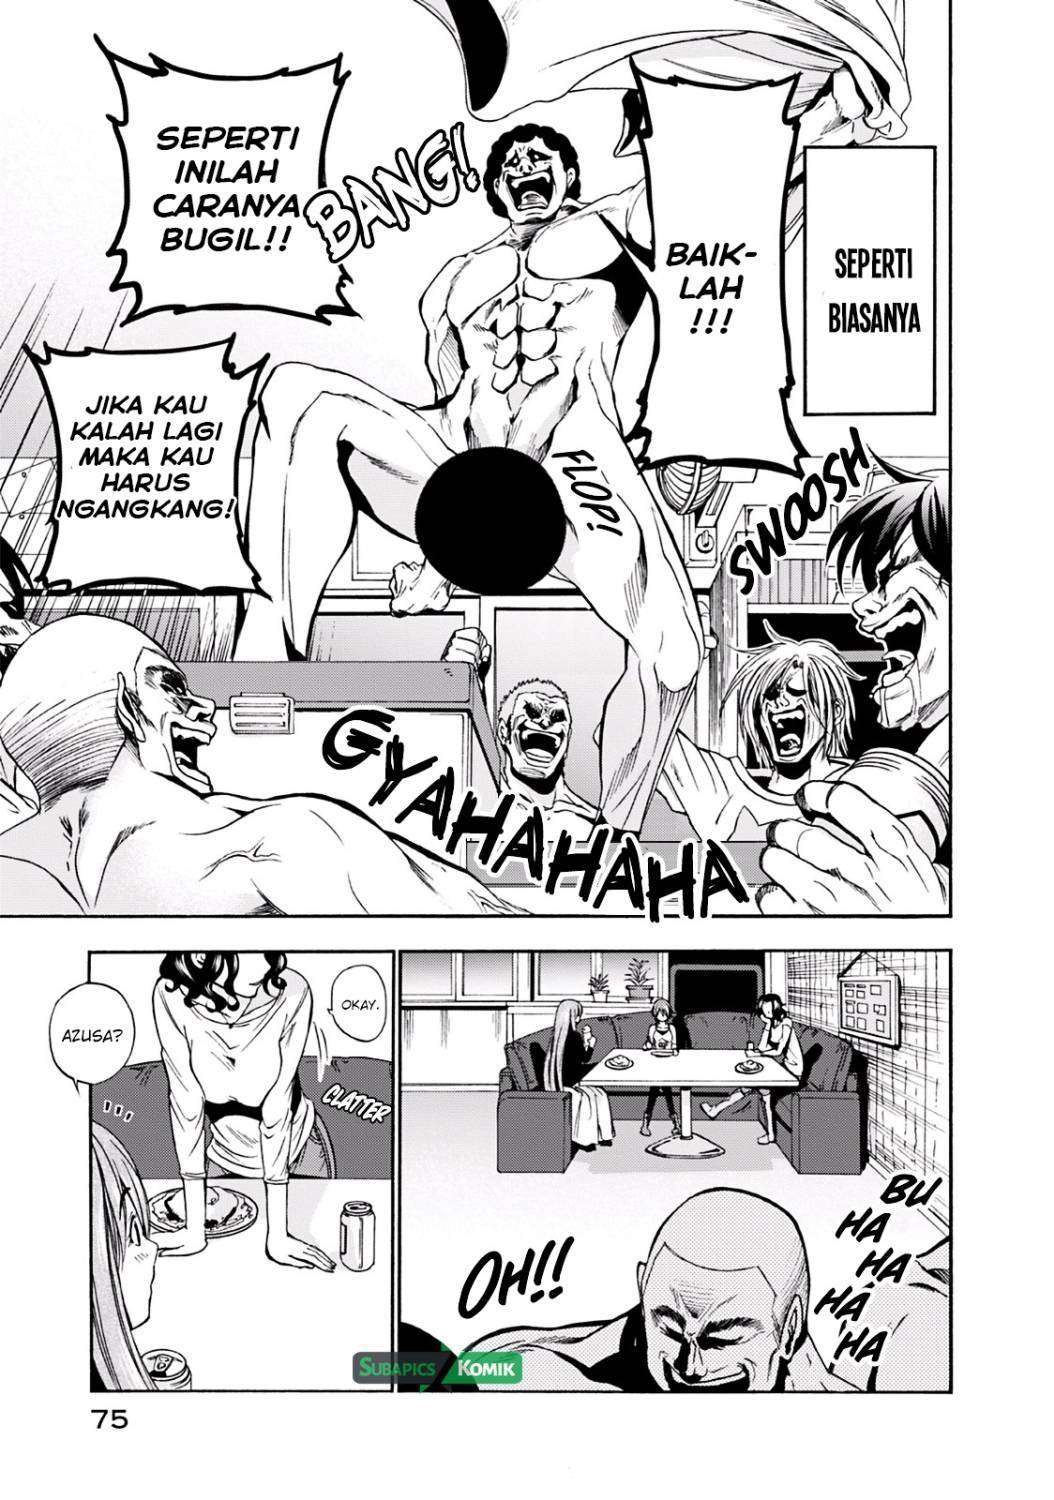 SEPERTI
BIASANYA
BAIK-
LAH
!!!
SEPERTI
INILAH
CARANYA
BUGIL!!
BANG!
JIKA KAU
KALAH LAGI
MAKA KAU
HARUS
NGANGKANG!
FLOP!
SWOOSH
GYAHAHAHAHA
OKAY.
AZUSA?
CLATTER
...
BU
HA
HA
HA
HA
OH!!
SUBAPICS KOMIK
75